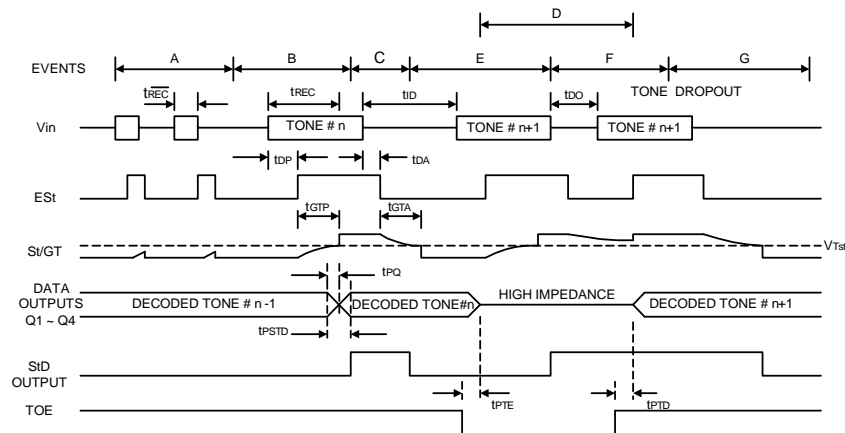 D
A B C E F G
EVENTS
TONE DROPOUT
tREC tREC tID tDO
Vin TONE # n TONE # n+1 TONE # n+1
tDP tDA
ESt
tGTP tGTA
St/GT VTst
tPQ
DATA
OUTPUTS
Q1 ~ Q4
DECODED TONE # n -1 DECODED TONE#n HIGH IMPEDANCE DECODED TONE # n+1
tPSTD
StD
OUTPUT
tPTE tPTD
TOE